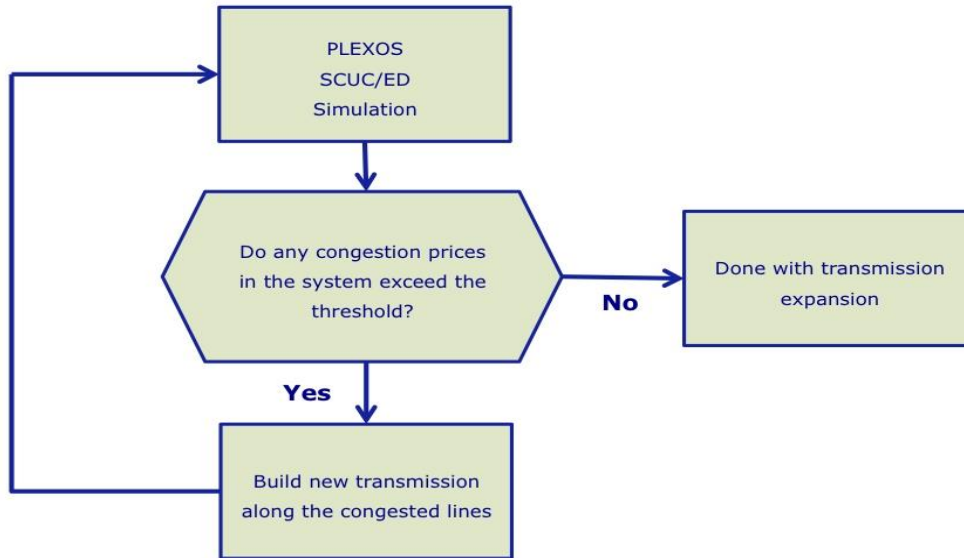 PLEXOS
SCUC/ED
Simulation
Do any congestion prices
in the system exceed the
threshold?
No
Done with transmission
expansion
Yes
Build new transmission
along the congested lines